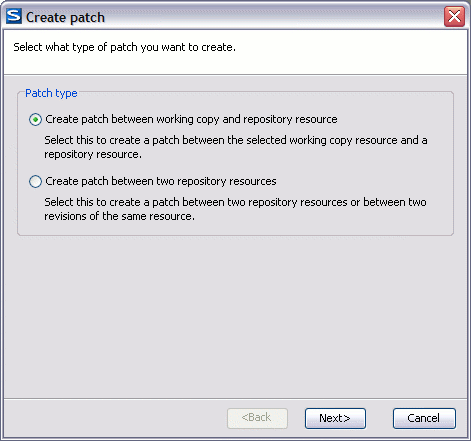 S Create patch
Select what type of patch you want to create.
Patch type
Create patch between working copy and repository resource
Select this to create a patch between the selected working copy resource and a
repository resource.
Create patch between two repository resources
Select this to create a patch between two repository resources or between two
revisions of the same resource.
<Back Next> Cancel